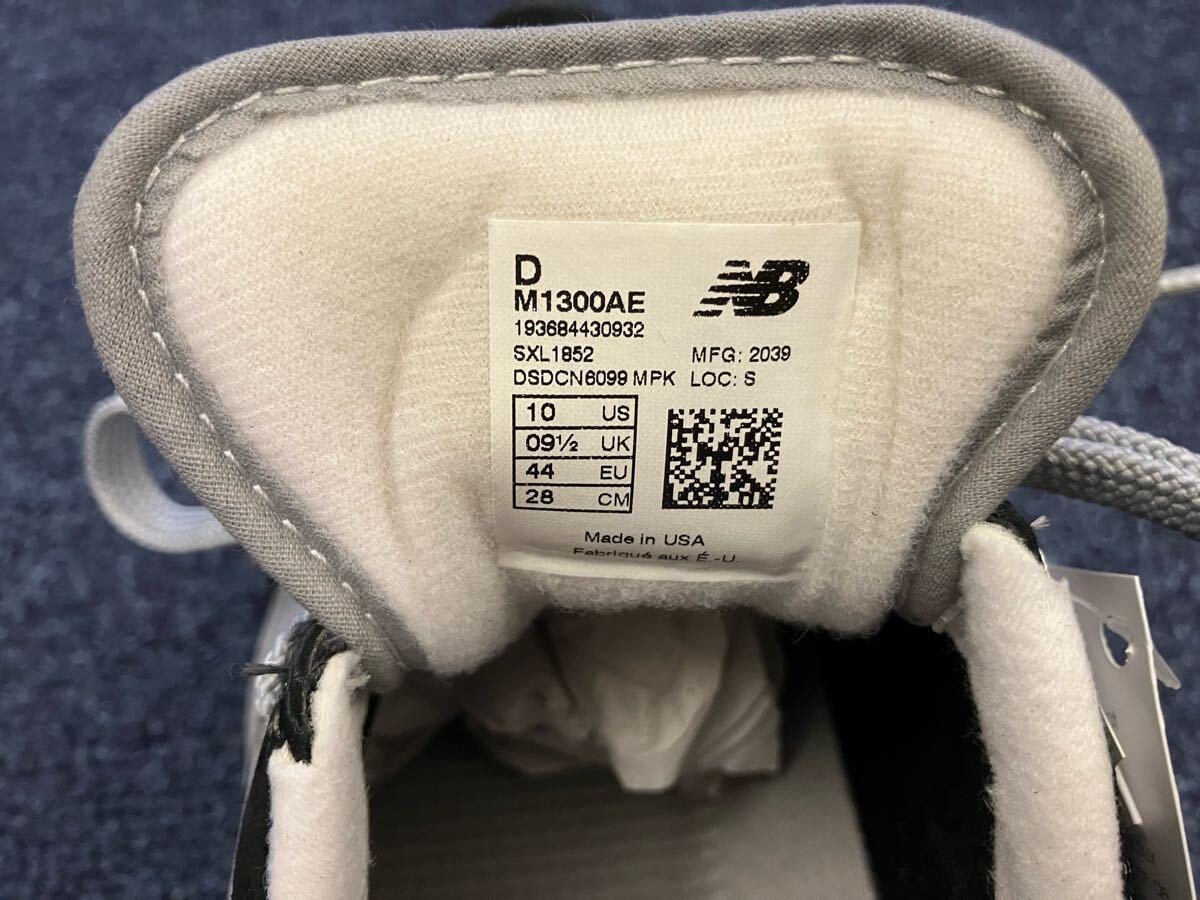 D
NB
M1300AE
193684430932
SXL1852 MFG: 2039
DSDCN6099 MPK LOC: S
10 US
09½ UK
44 EU
28 CM
Made in USA
Fabriqué aux É.-U.